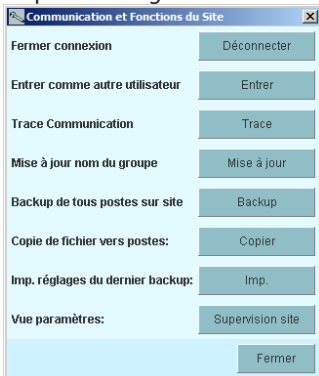 Communication et Fonctions du Site
Fermer connexion Déconnecter
Entrer comme autre utilisateur Entrer
Trace Communication Trace
Mise à jour nom du groupe Mise à jour
Backup de tous postes sur site Backup
Copie de fichier vers postes: Copier
Imp. réglages du dernier backup: Imp.
Vue paramètres: Supervision site
Fermer